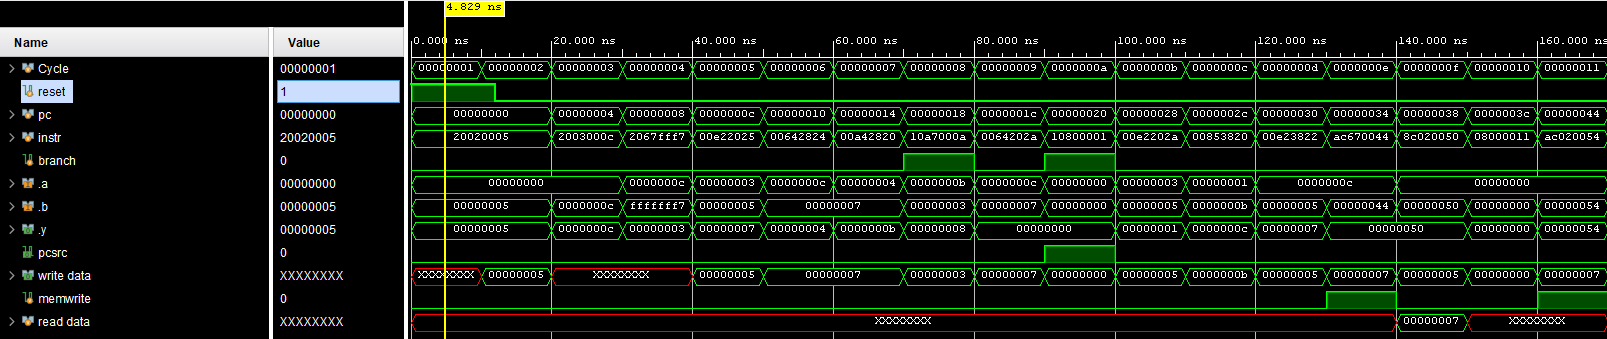 4.829 ns
Name Value
0.000 ns 20.000 ns 40.000 ns 60.000 ns 80.000 ns 100.000 ns 120.000 ns 140.000 ns 160.000 ns
Cycle 00000001 00000001 00000002 00000003 00000004 00000005 00000006 00000007 00000008 00000009 0000000a 0000000b 0000000c 0000000d 0000000e 0000000f 00000010 00000011
reset 1
pc 00000000 00000000 00000004 00000008 0000000c 00000010 00000014 00000018 0000001c 00000020 00000028 0000002c 00000030 00000034 00000038 0000003c 00000044
instr 20020005 20020005 2003000c 2067fff7 00e22025 00642824 00a42820 10a7000a 0064202a 10800001 00e2202a 00853820 00e23822 ac670044 8c020050 08000011 ac020054
branch 0
.a 00000000 00000000 0000000c 00000003 0000000c 00000004 0000000b 0000000c 00000000 00000003 00000001 0000000c 00000000
.b 00000005 00000005 0000000c fffffff7 00000005 00000007 00000003 00000007 00000000 00000005 0000000b 00000005 00000044 00000050 00000000 00000054
.y 00000005 00000005 0000000c 00000003 00000007 00000004 0000000b 00000008 00000000 00000001 0000000c 00000007 00000050 00000000 00000054
pcsrc 0
write data XXXXXXXX XXXXXXXX 00000005 XXXXXXXX 00000005 00000007 00000003 00000007 00000000 00000005 0000000b 00000005 00000007 00000005 00000000 00000007
memwrite 0
read data XXXXXXXX XXXXXXXX 00000007 XXXXXXXX